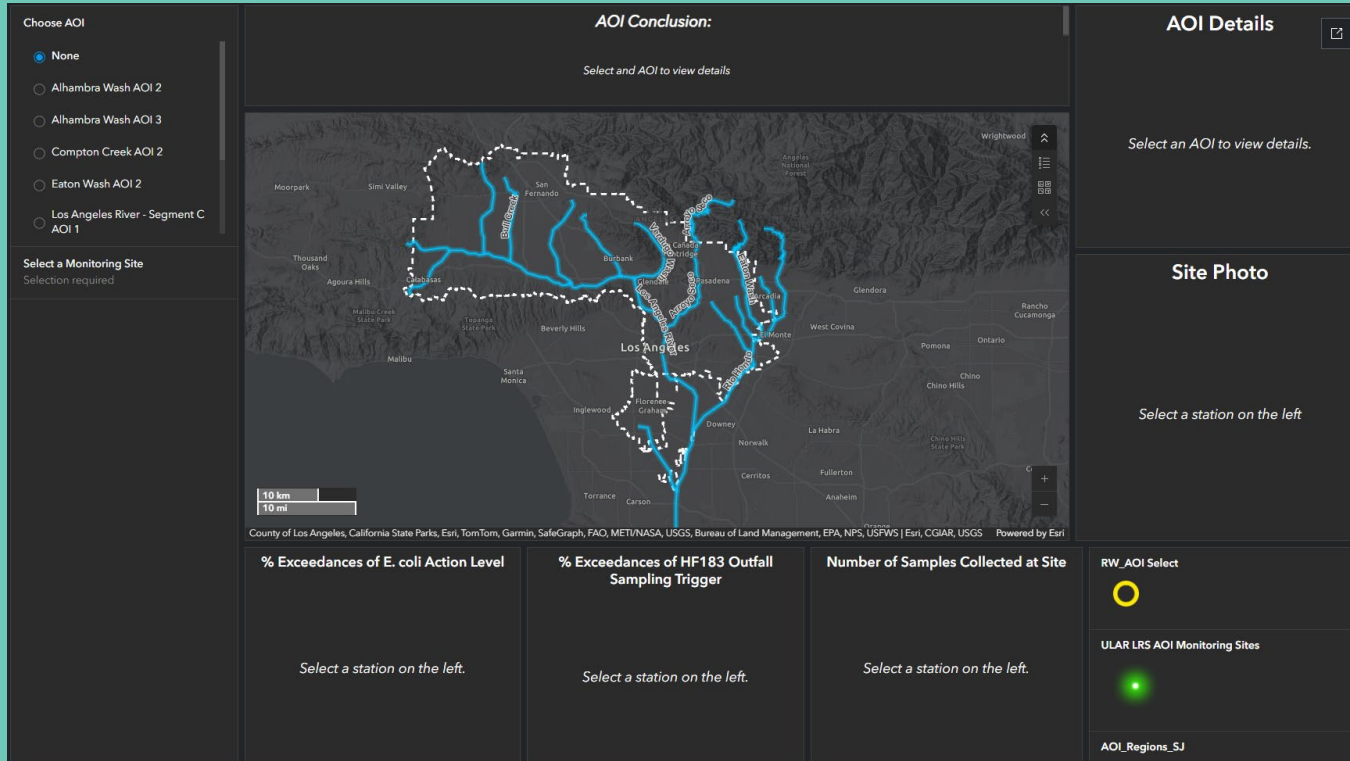 Choose AOI
None
Alhambra Wash AOI 2
Alhambra Wash AOI 3
Compton Creek AOI 2
Eaton Wash AOI 2
Los Angeles River - Segment C
AOI 1
Select a Monitoring Site
Selection required
AOI Conclusion:
Select and AOI to view details
Wrightwood
Angeles
National
Forest
Moorpark
Simi Valley
San
Fernando
Bull Creek
Verdugo
Wash
Arroyo Seco
Burbank
Glendale
Pasadena
Eaton Wash
Arcadia
Thousand
Oaks
Agoura Hills
Calabasas
Glendora
Rancho
Cucamonga
Malibu Creek
State Park
Topanga
State Park
Beverly Hills
Los Angeles River
Arroyo Seco
El Monte
West Covina
Los Angeles
Pomona
Ontario
Malibu
Santa
Monica
Rio Hondo
Chino
Chino Hills
Inglewood
Florence-
Graham
Downey
La Habra
Norwalk
Chino Hills
State Park
Cerritos
Fullerton
Torrance
Carson
Anaheim
Orange
10 km
10 mi
+
−
County of Los Angeles, California State Parks, Esri, TomTom, Garmin, SafeGraph, FAO, METI/NASA, USGS, Bureau of Land Management, EPA, NPS, USFWS | Esri, CGIAR, USGS
Powered by Esri
AOI Details
Select an AOI to view details.
Site Photo
Select a station on the left
% Exceedances of E. coli Action Level
Select a station on the left.
% Exceedances of HF183 Outfall
Sampling Trigger
Select a station on the left.
Number of Samples Collected at Site
Select a station on the left.
RW_AOI Select
ULAR LRS AOI Monitoring Sites
AOI_Regions_SJ